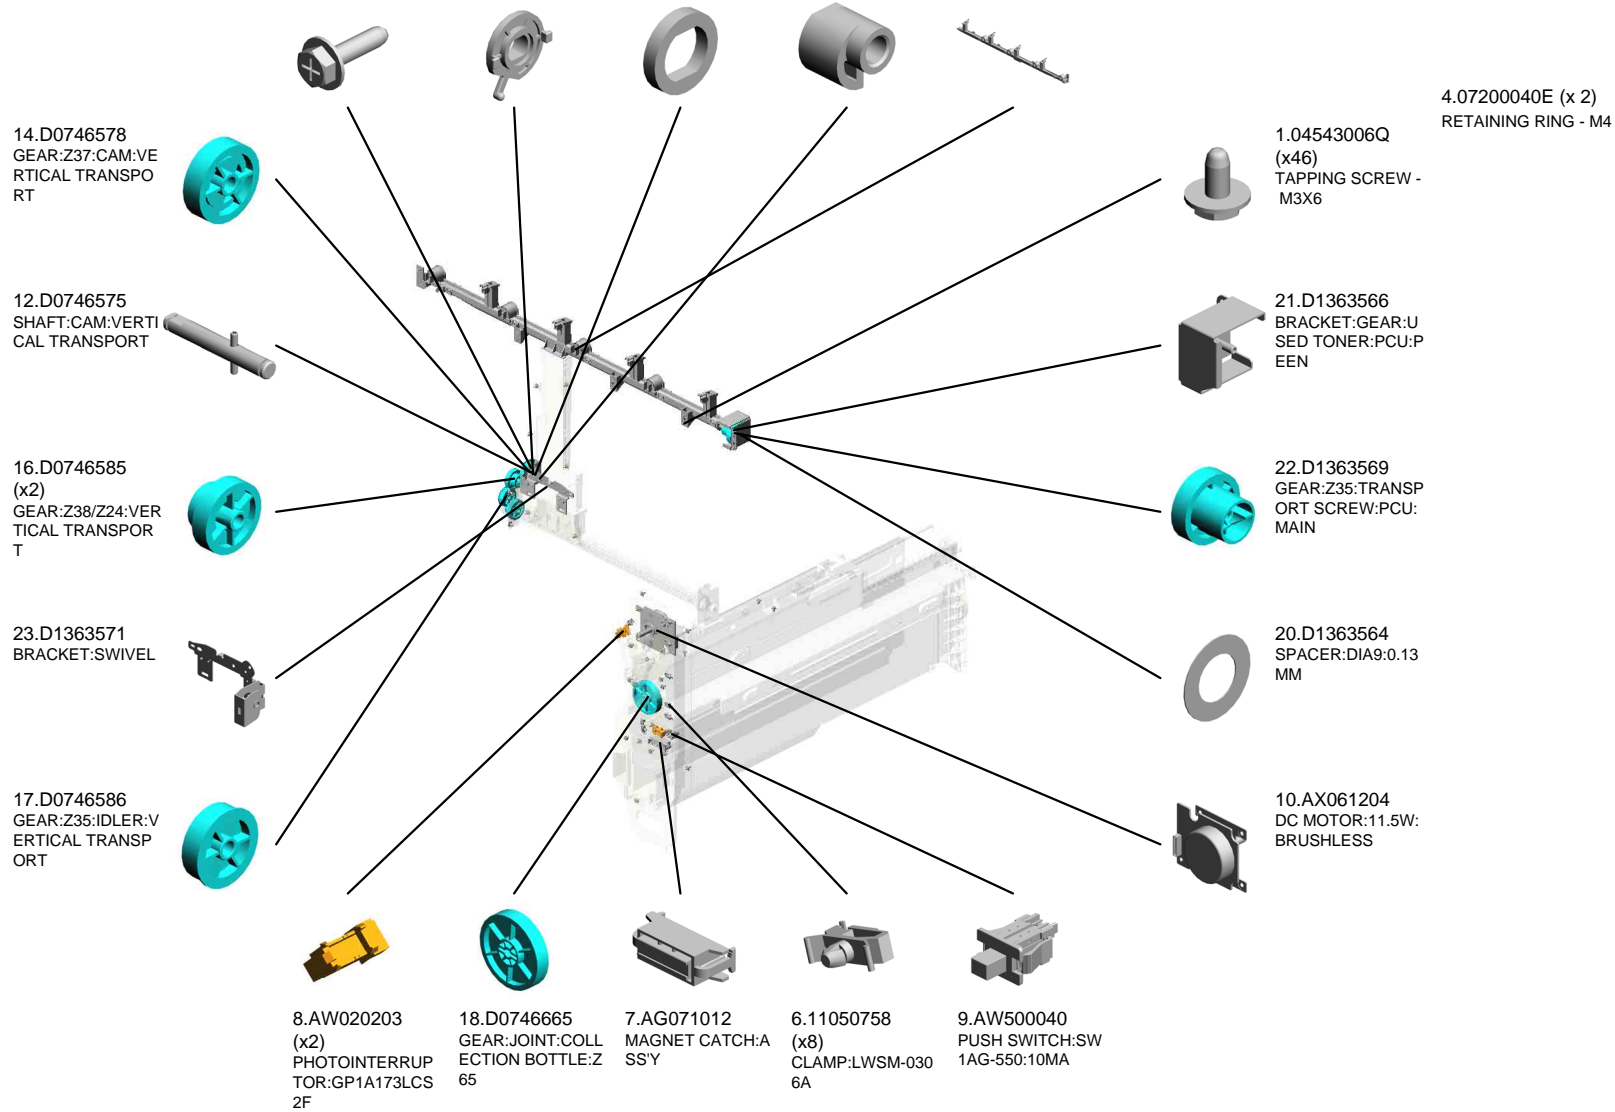 4.07200040E (x 2)
RETAINING RING - M4
14.D0746578
GEAR:Z37:CAM:VE
RTICAL TRANSPO
RT
1.04543006Q
(x46)
TAPPING SCREW -
M3X6
12.D0746575
SHAFT:CAM:VERTI
CAL TRANSPORT
21.D1363566
BRACKET:GEAR:U
SED TONER:PCU:P
EEN
16.D0746585
(x2)
GEAR:Z38/Z24:VER
TICAL TRANSPOR
T
22.D1363569
GEAR:Z35:TRANSP
ORT SCREW:PCU:
MAIN
23.D1363571
BRACKET:SWIVEL
20.D1363564
SPACER:DIA9:0.13
MM
17.D0746586
GEAR:Z35:IDLER:V
ERTICAL TRANSP
ORT
10.AX061204
DC MOTOR:11.5W:
BRUSHLESS
8.AW020203
(x2)
PHOTOINTERRUP
TOR:GP1A173LCS
2F
18.D0746665
GEAR:JOINT:COLL
ECTION BOTTLE:Z
65
7.AG071012
MAGNET CATCH:A
SS'Y
6.11050758
(x8)
CLAMP:LWSM-030
6A
9.AW500040
PUSH SWITCH:SW
1AG-550:10MA